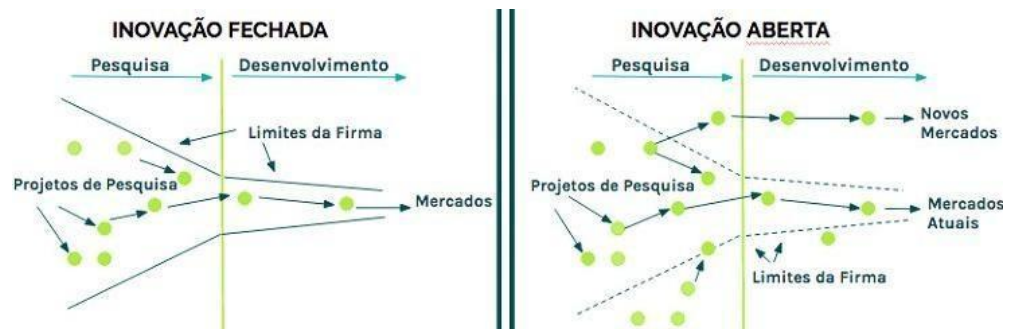 INOVAÇÃO FECHADA
Pesquisa
Desenvolvimento
Limites da Firma
Projetos de Pesquisa
Mercados
INOVAÇÃO ABERTA
Pesquisa
Desenvolvimento
Novos
Mercados
Projetos de Pesquisa
Mercados
Atuais
Limites da Firma